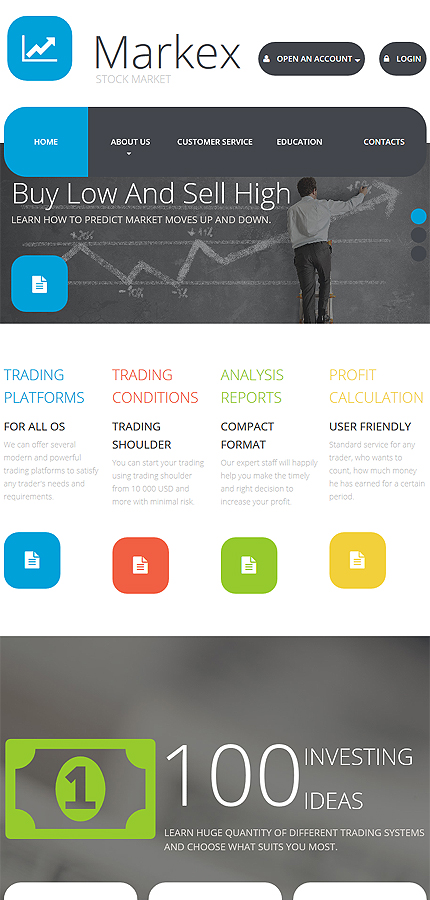 Markex
STOCK MARKET
OPEN AN ACCOUNT
LOGIN
HOME
ABOUT US
CUSTOMER SERVICE
EDUCATION
CONTACTS
Buy Low And Sell High
LEARN HOW TO PREDICT MARKET MOVES UP AND DOWN.
TRADING
PLATFORMS
FOR ALL OS
We can offer several
modern and powerful
trading platforms to satisfy
any trader's needs and
requirements.
TRADING
CONDITIONS
TRADING
SHOULDER
You can start your trading
using trading shoulder
from 10 000 USD and
more with minimal risk.
ANALYSIS
REPORTS
COMPACT
FORMAT
Our expert staff will happily
help you make the timely
and right decision to
increase your profit.
PROFIT
CALCULATION
USER FRIENDLY
Standard service for any
trader, who wants to
count, how much money
he has earned for a certain
period.
1
100
INVESTING
IDEAS
LEARN HUGE QUANTITY OF DIFFERENT TRADING SYSTEMS
AND CHOOSE WHAT SUITS YOU MOST.